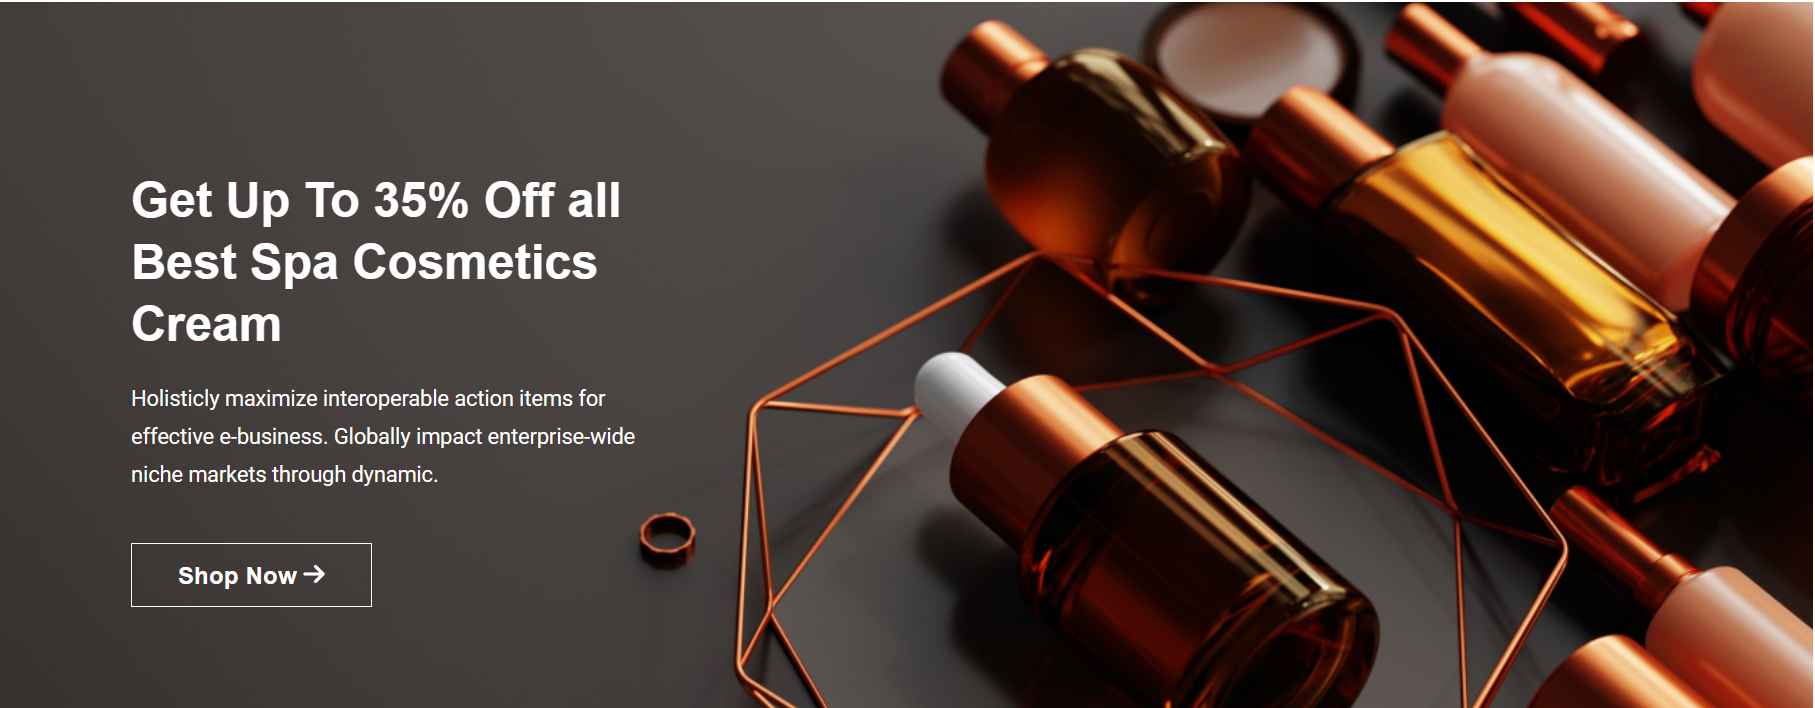 Get Up To 35% Off all
Best Spa Cosmetics
Cream
Holisticly maximize interoperable action items for
effective e-business. Globally impact enterprise-wide
niche markets through dynamic.
Shop Now →